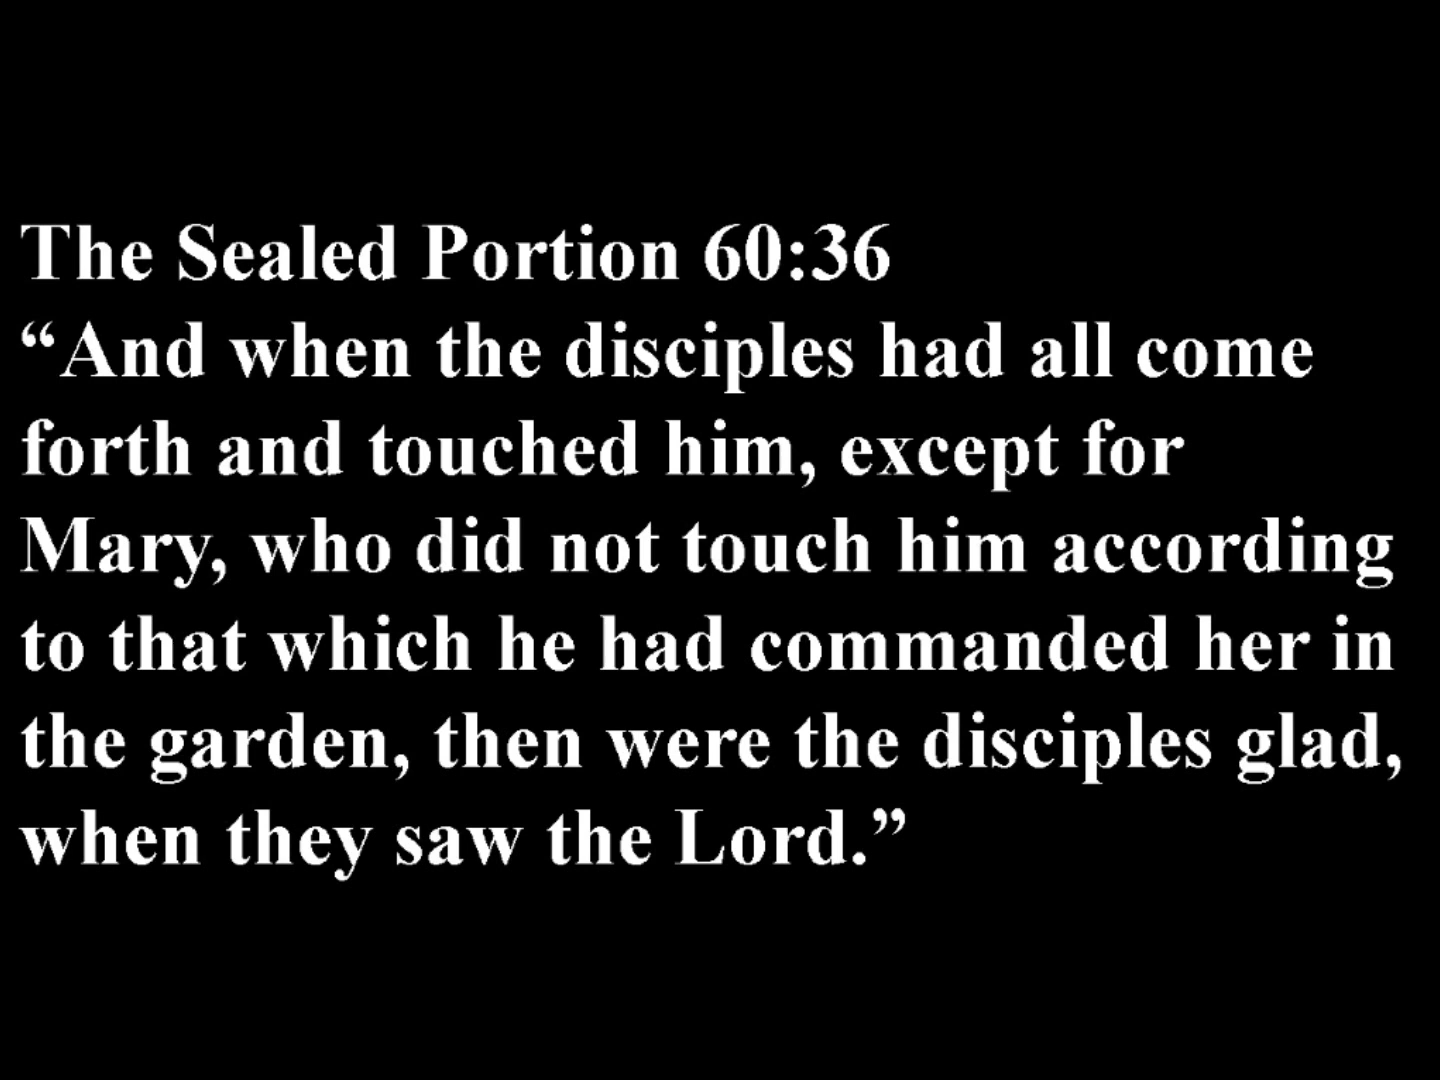 The Sealed Portion 60:36
“And when the disciples had all come
forth and touched him, except for
Mary, who did not touch him according
to that which he had commanded her in
the garden, then were the disciples glad,
when they saw the Lord.”